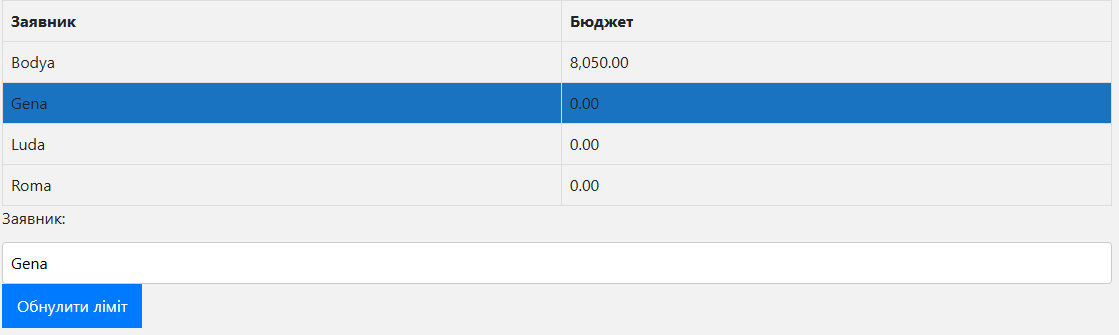 Заявник Бюджет
Bodya 8,050.00
Gena 0.00
Luda 0.00
Roma 0.00
Заявник:
Gena
Обнулити ліміт